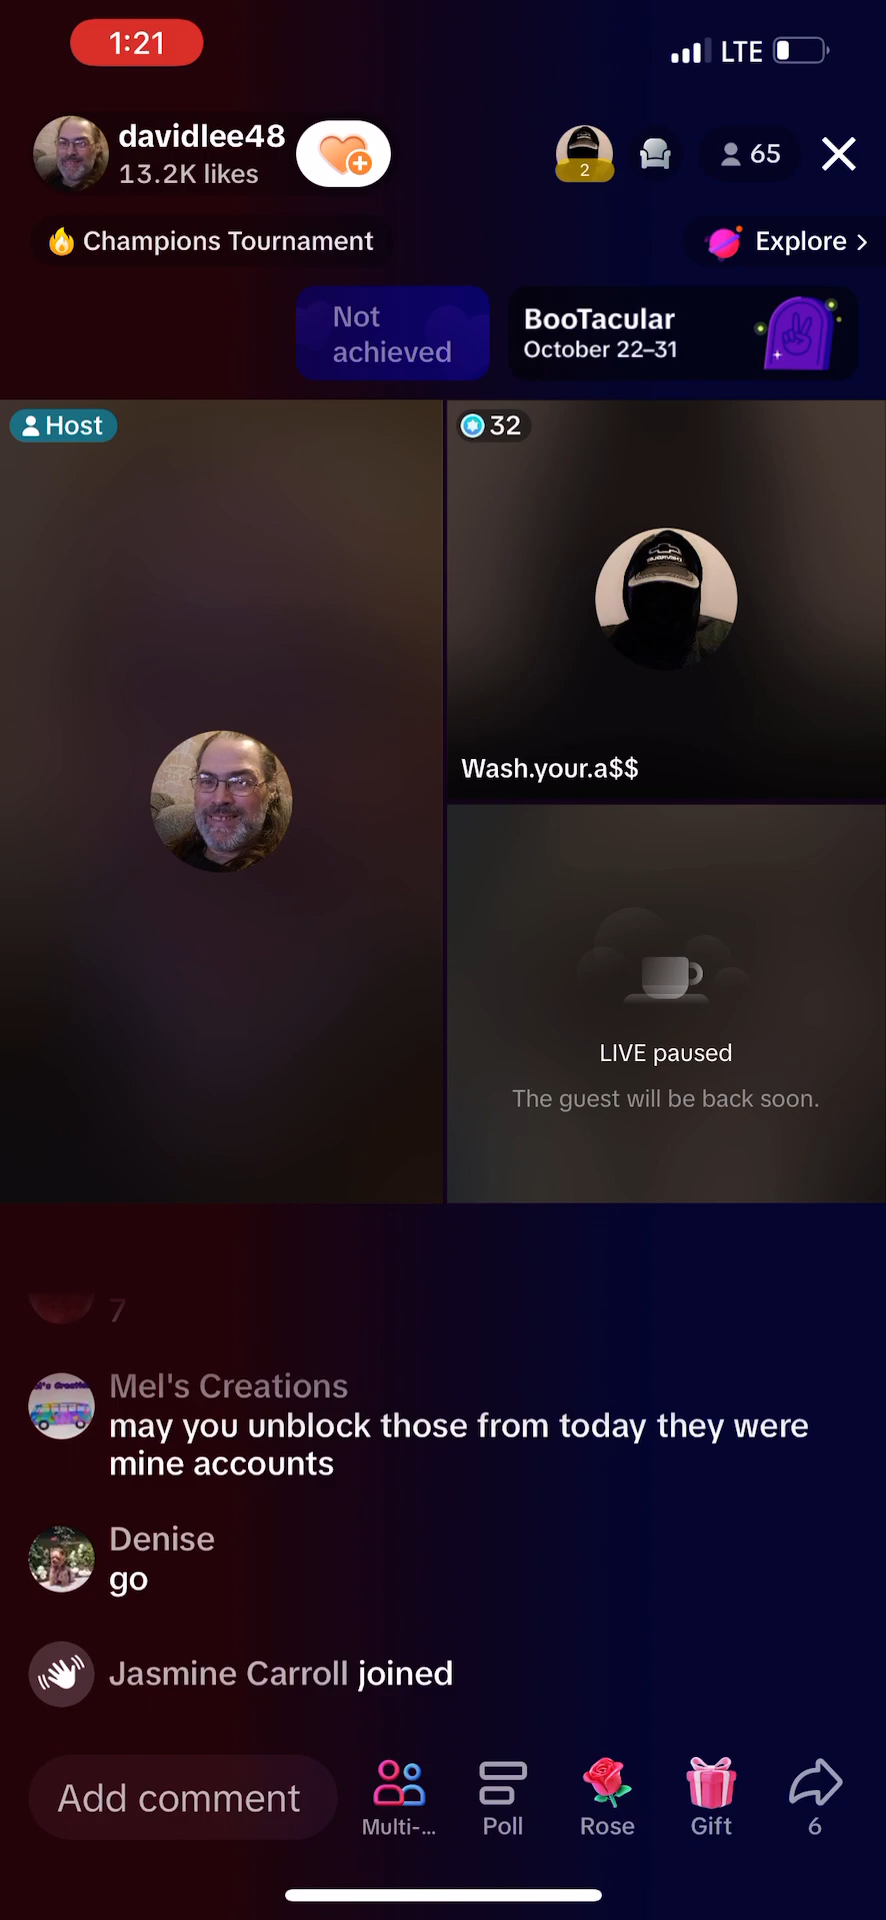 1:21
LTE
davidlee48
13.2K likes
2
65
Champions Tournament
Explore >
Not
achieved
BooTacular
October 22–31
Host
32
Wash.your.a$$
LIVE paused
The guest will be back soon.
7
Mel's Creations
may you unblock those from today they were
mine accounts
Denise
go
Jasmine Carroll joined
Add comment
Multi-...
Poll
Rose
Gift
6